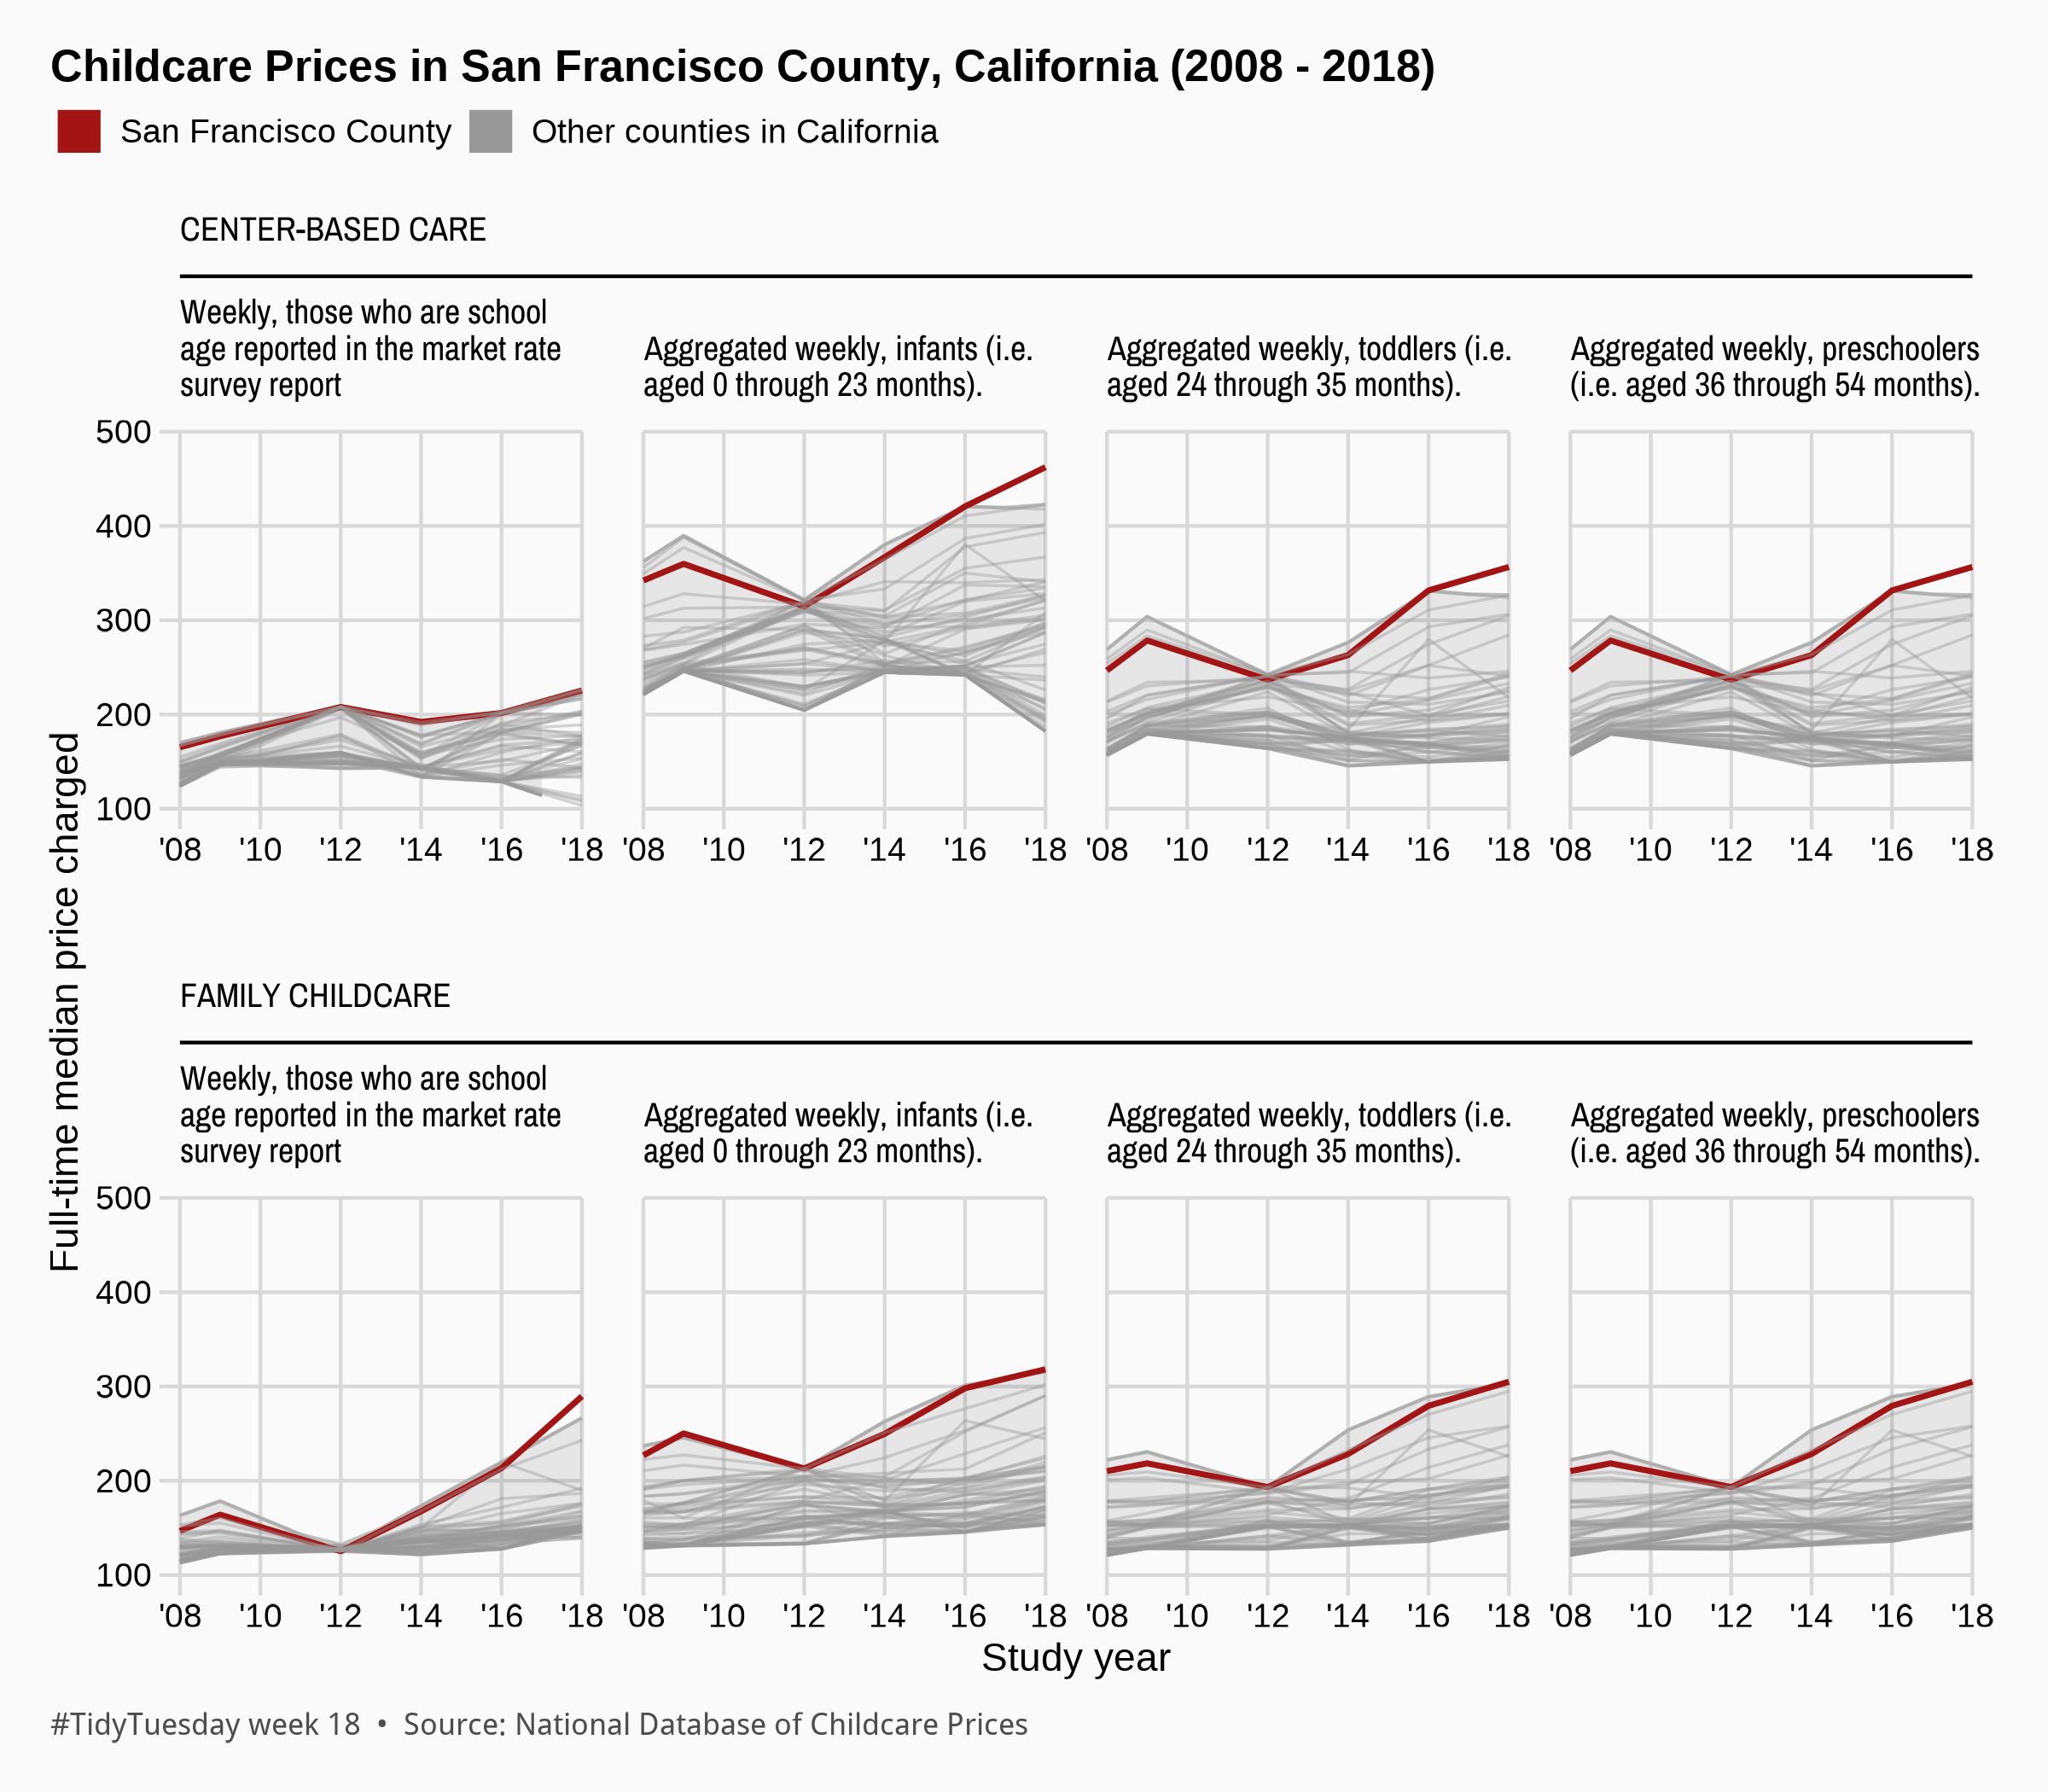 Childcare Prices in San Francisco County, California (2008 - 2018)
San Francisco County
Other counties in California
CENTER-BASED CARE
Weekly, those who are school
age reported in the market rate
survey report
Aggregated weekly, infants (i.e.
aged 0 through 23 months).
Aggregated weekly, toddlers (i.e.
aged 24 through 35 months).
Aggregated weekly, preschoolers
(i.e. aged 36 through 54 months).
500
400
300
200
100
'08 '10 '12 '14 '16 '18 '08 '10 '12 '14 '16 '18 '08 '10 '12 '14 '16 '18 '08 '10 '12 '14 '16 '18
Full-time median price charged
FAMILY CHILDCARE
Weekly, those who are school
age reported in the market rate
survey report
Aggregated weekly, infants (i.e.
aged 0 through 23 months).
Aggregated weekly, toddlers (i.e.
aged 24 through 35 months).
Aggregated weekly, preschoolers
(i.e. aged 36 through 54 months).
500
400
300
200
100
'08 '10 '12 '14 '16 '18 '08 '10 '12 '14 '16 '18 '08 '10 '12 '14 '16 '18 '08 '10 '12 '14 '16 '18
Study year
#TidyTuesday week 18 • Source: National Database of Childcare Prices